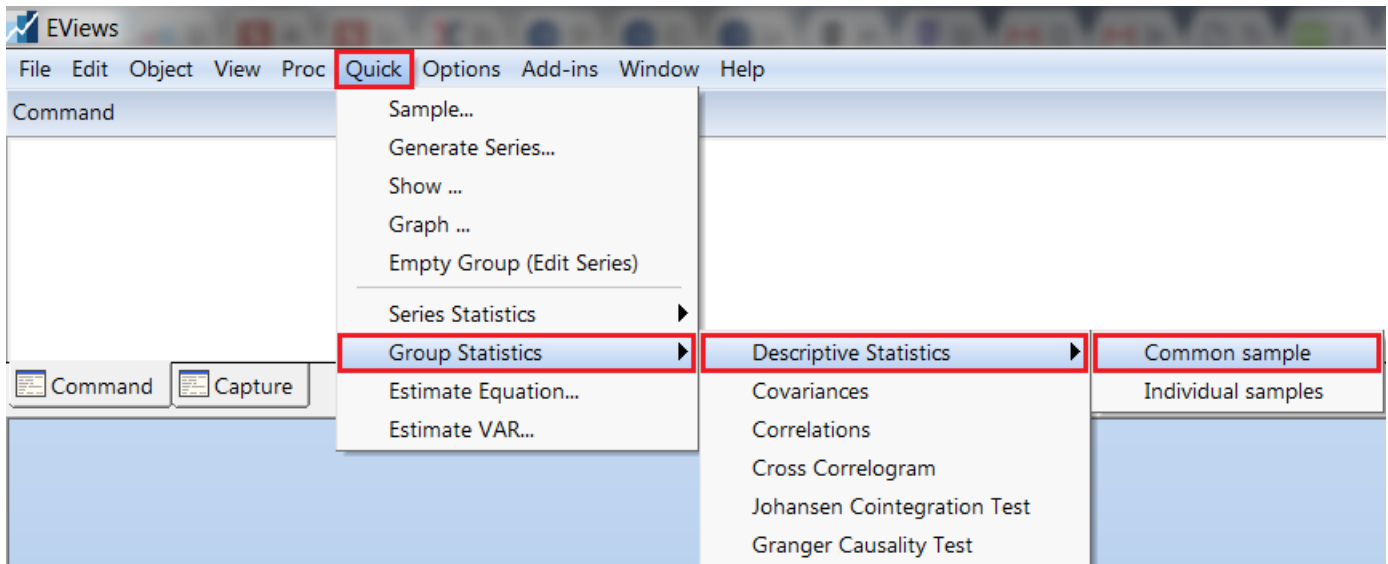 EViews
File Edit Object View Proc Quick Options Add-ins Window Help
Command
Sample...
Generate Series...
Show ...
Graph ...
Empty Group (Edit Series)
Series Statistics
Group Statistics
Estimate Equation...
Estimate VAR...
Descriptive Statistics
Covariances
Correlations
Cross Correlogram
Johansen Cointegration Test
Granger Causality Test
Common sample
Individual samples
Command Capture